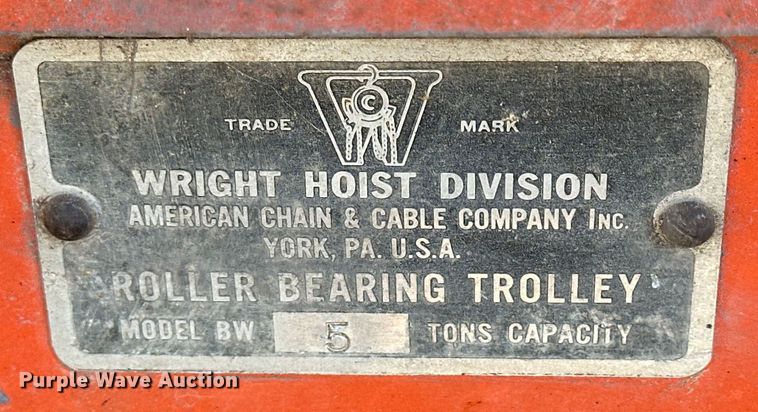 C
TRADE MARK
WRIGHT HOIST DIVISION
AMERICAN CHAIN & CABLE COMPANY INC.
YORK, PA. U.S.A.
ROLLER BEARING TROLLEY
MODEL BW 5 TONS CAPACITY
Purple Wave Auction